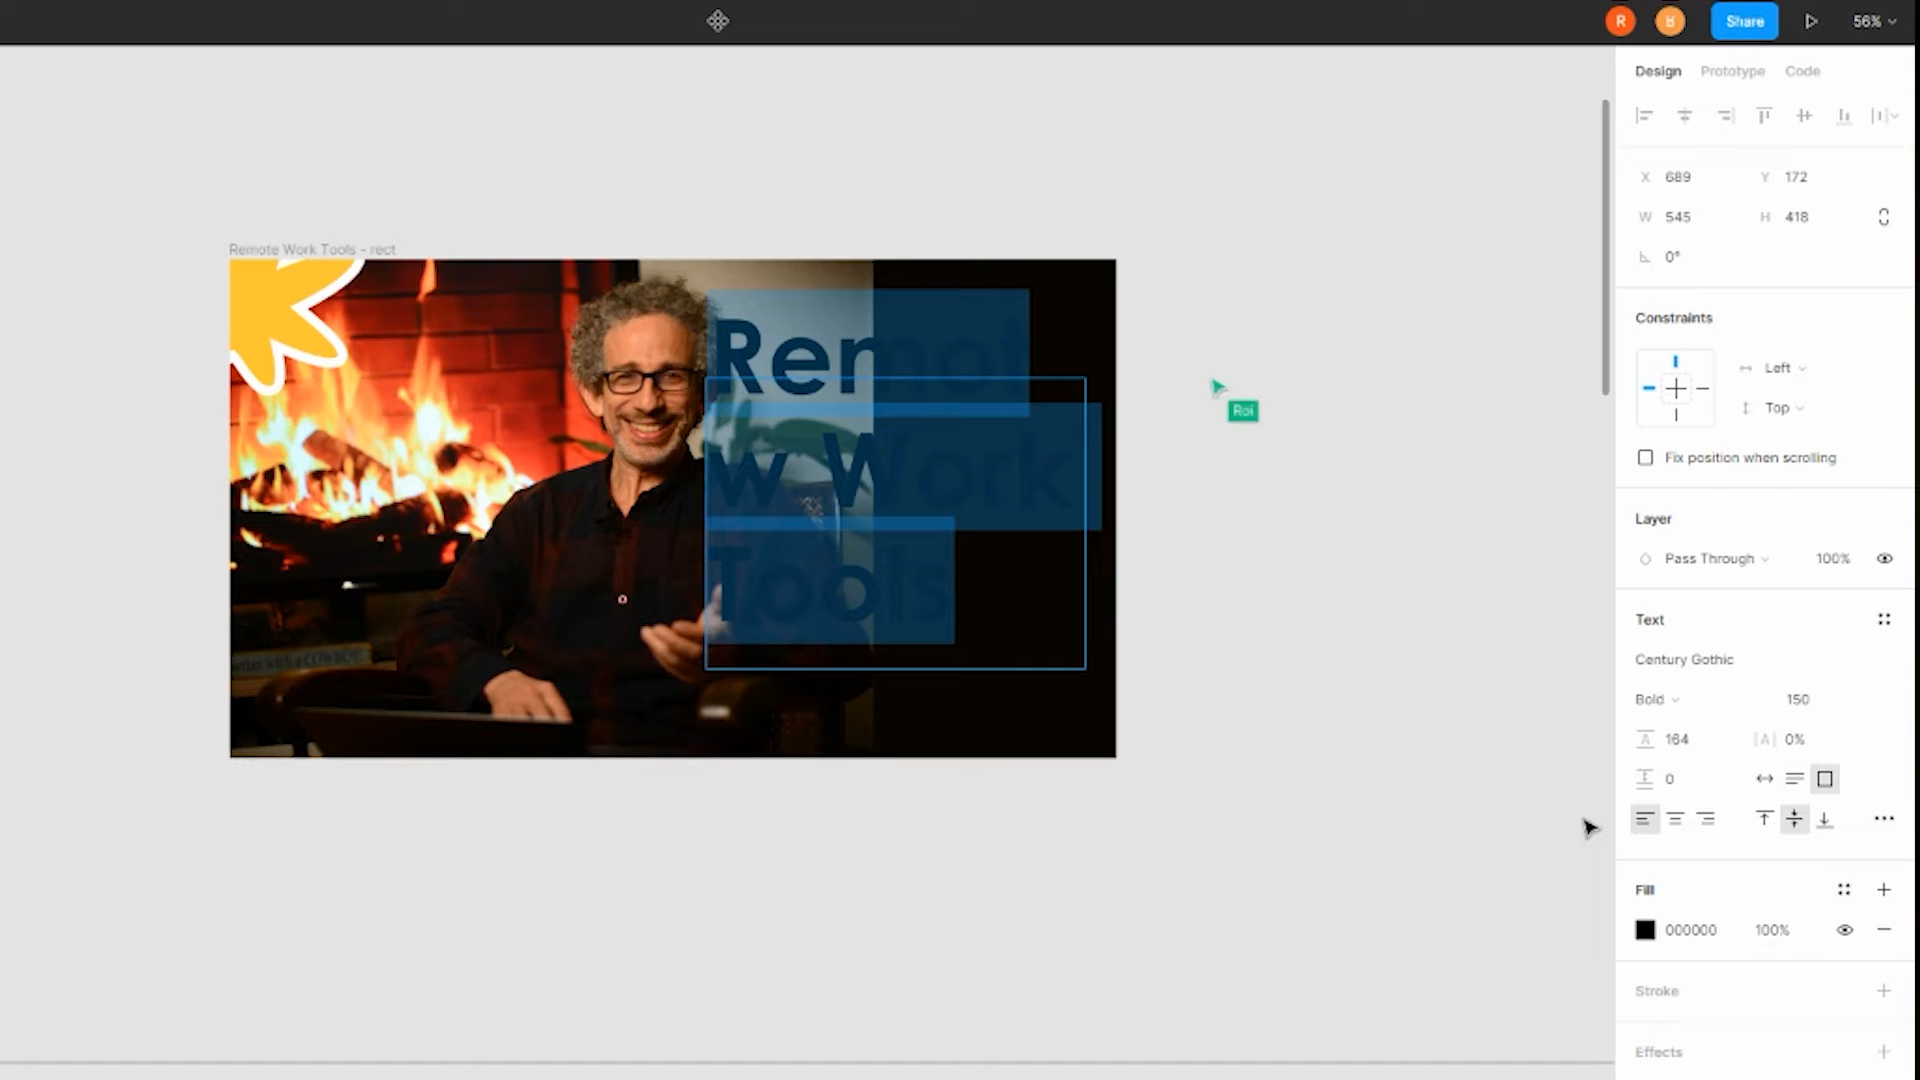 R
R
Share
56%
Design Prototype Code
X 689 Y 172
W 545 H 418
0°
Remote Work Tools - rect
Constraints
Remot
w Work
Tools
Roi
Left
Top
Fix position when scrolling
Layer
Pass Through 100%
Text
Century Gothic
Bold 150
A 164 |A| 0%
0
Fill
000000 100%
Stroke
Effects